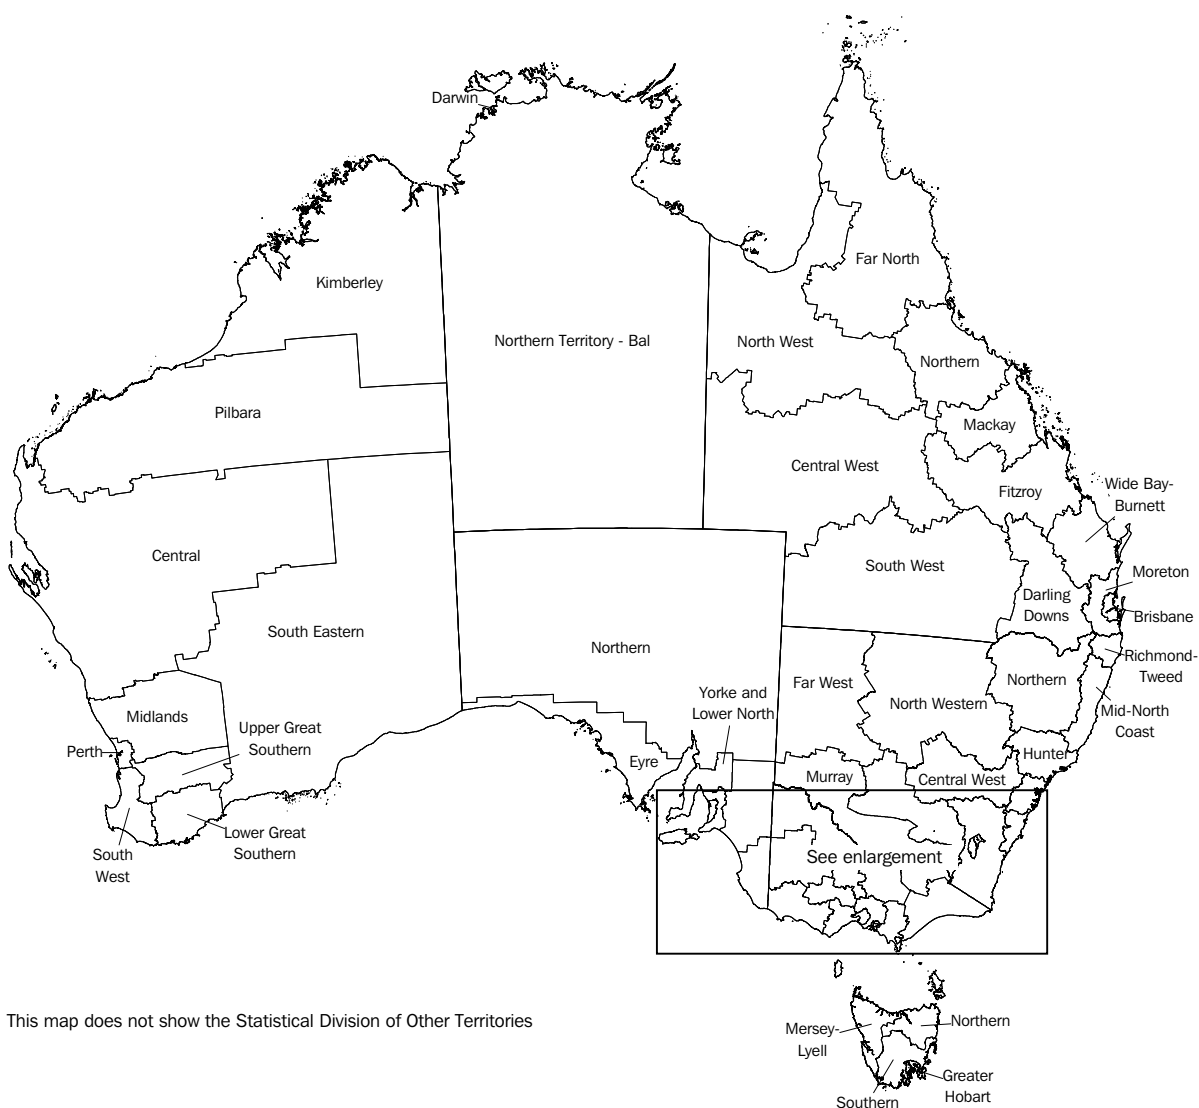 Darwin
Far North
Kimberley
Northern Territory - Bal
North West
Northern
Pilbara
Mackay
Central West
Fitzroy
Wide Bay-
Burnett
Central
South West
Moreton
Darling
Downs
Brisbane
South Eastern
Northern
Richmond-
Tweed
Far West
Northern
Yorke and
Lower North
North Western
Mid-North
Coast
Midlands
Upper Great
Southern
Perth
Eyre
Murray
Central West
Hunter
Lower Great
Southern
South
West
See enlargement
This map does not show the Statistical Division of Other Territories
Mersey-
Lyell
Northern
Greater
Hobart
Southern